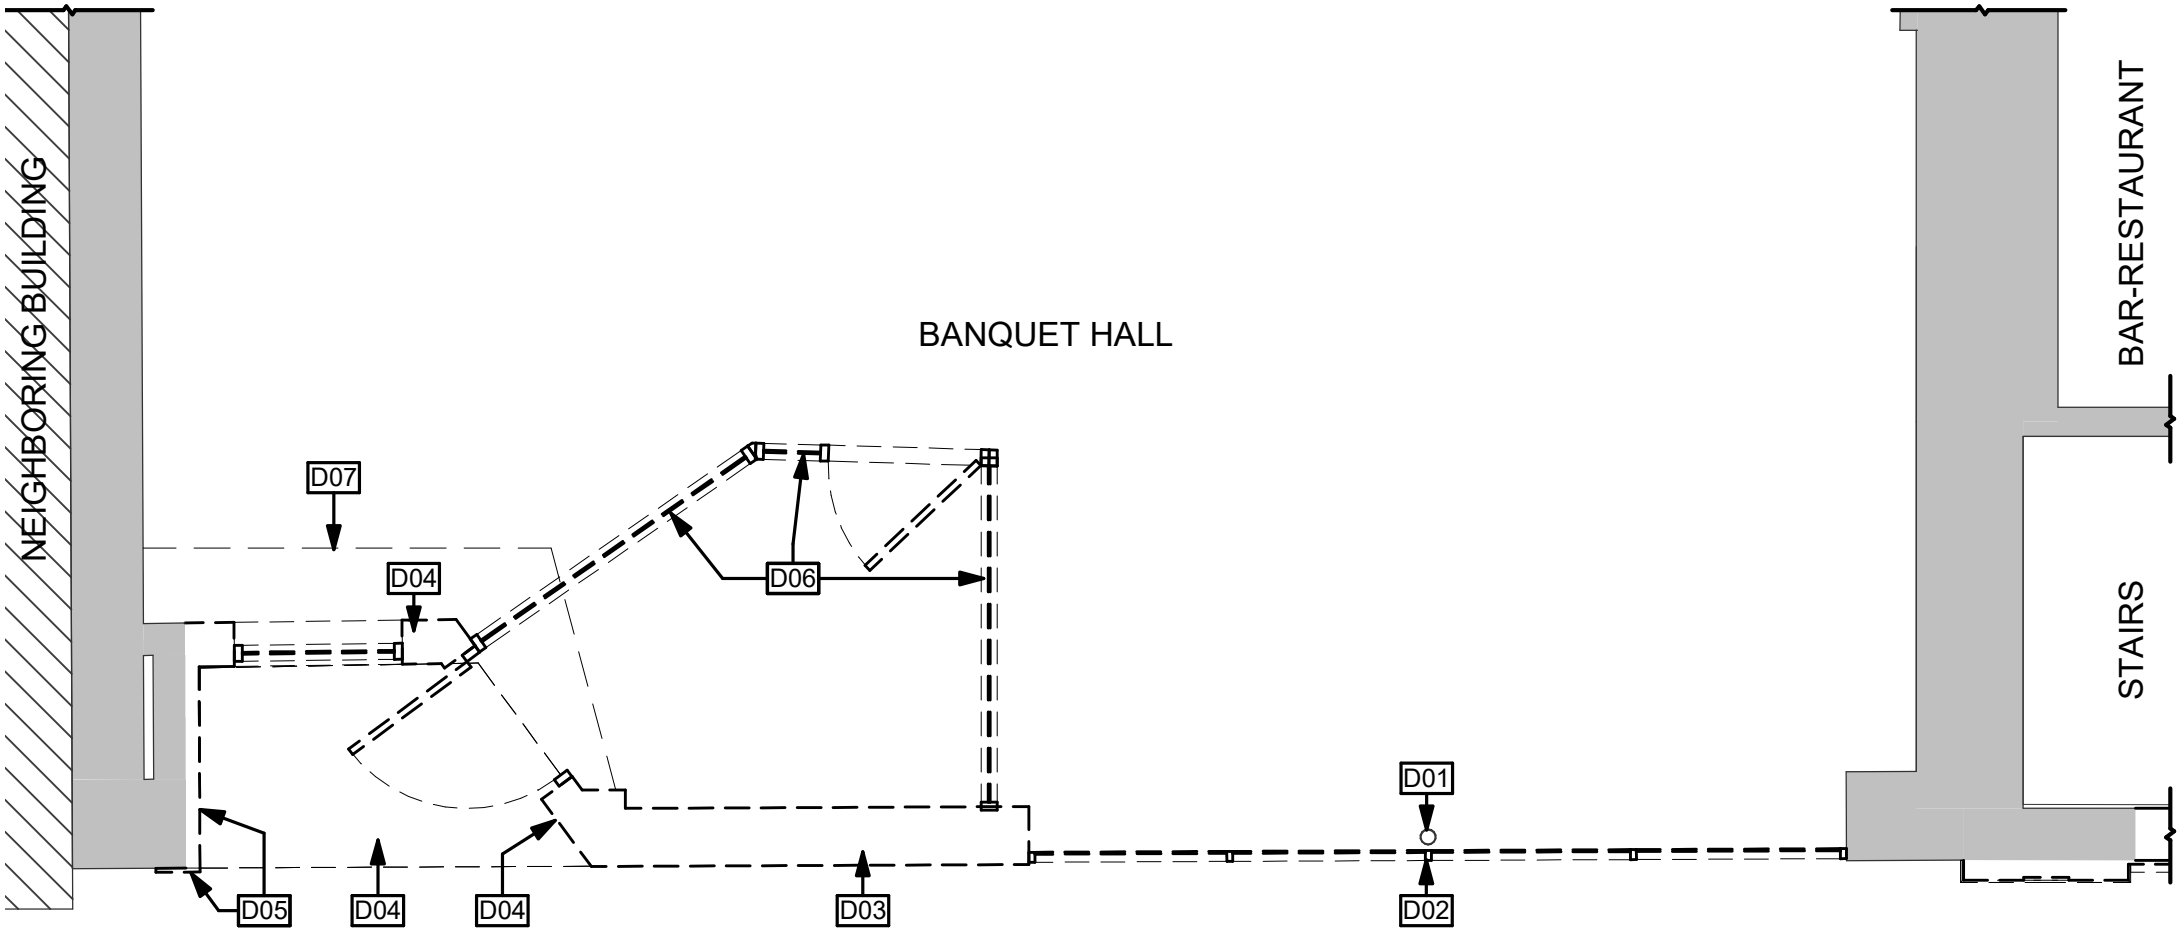 NEIGHBORING BUILDING
BAR-RESTAURANT
BANQUET HALL
D07
D04
D06
STAIRS
D01
D05
D04
D04
D03
D02